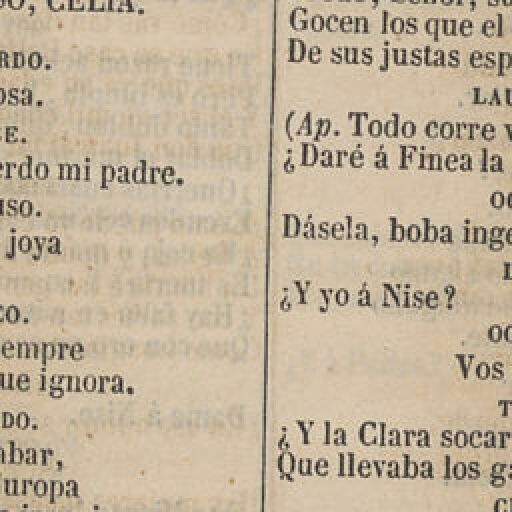 CELIA.
RDO.
osa.
SE.
erdo mi padre.
uso.
joya
CO.
empre
ue ignora.
DO.
abar,
Europa
Gocen los que el
De sus justas esp
LAU
(Ap. Todo corre v
¿Daré á Finea la
OC
Dásela, boba inge
¿Y yo á Nise?
OC
Vos
T
¿Y la Clara socar
Que llevaba los ga